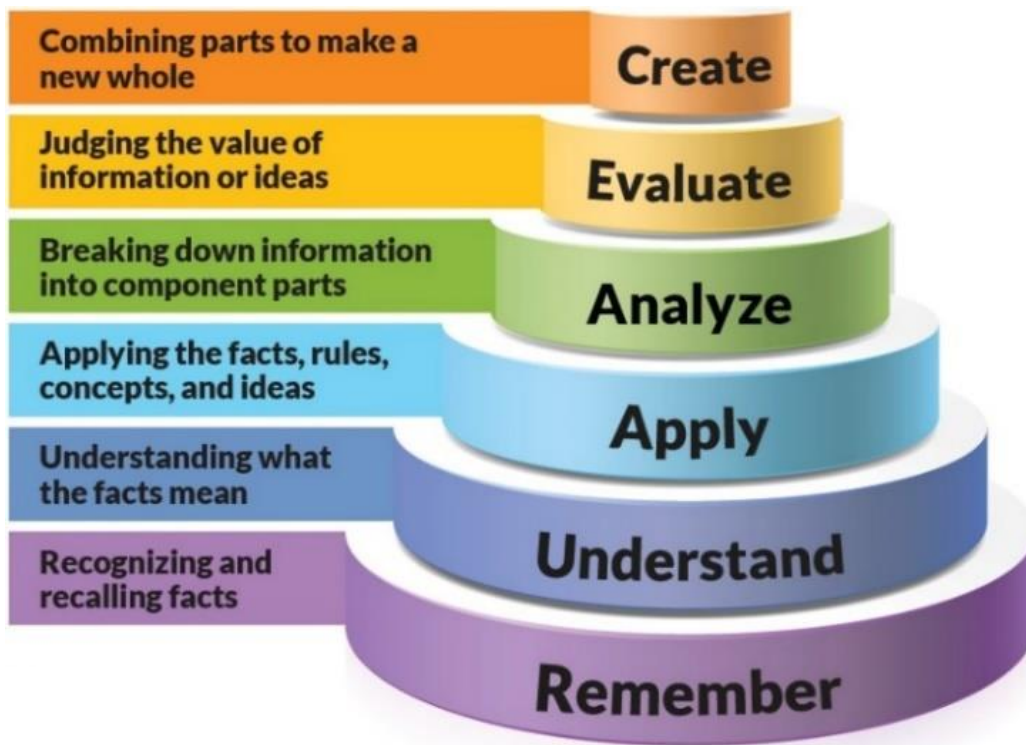 Combining parts to make a
new whole
Create
Judging the value of
information or ideas
Evaluate
Breaking down information
into component parts
Analyze
Applying the facts, rules,
concepts, and ideas
Apply
Understanding what
the facts mean
Understand
Recognizing and
recalling facts
Remember